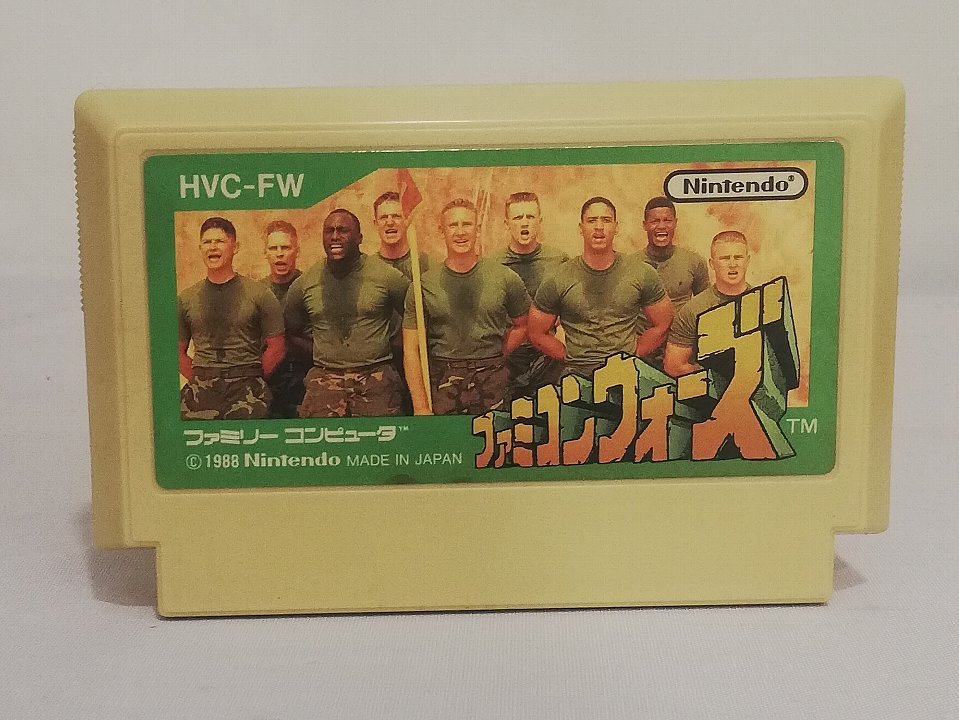 HVC-FW
Nintendo®
ファミコンウォーズ™
ファミリー コンピュータ™
©1988 Nintendo MADE IN JAPAN